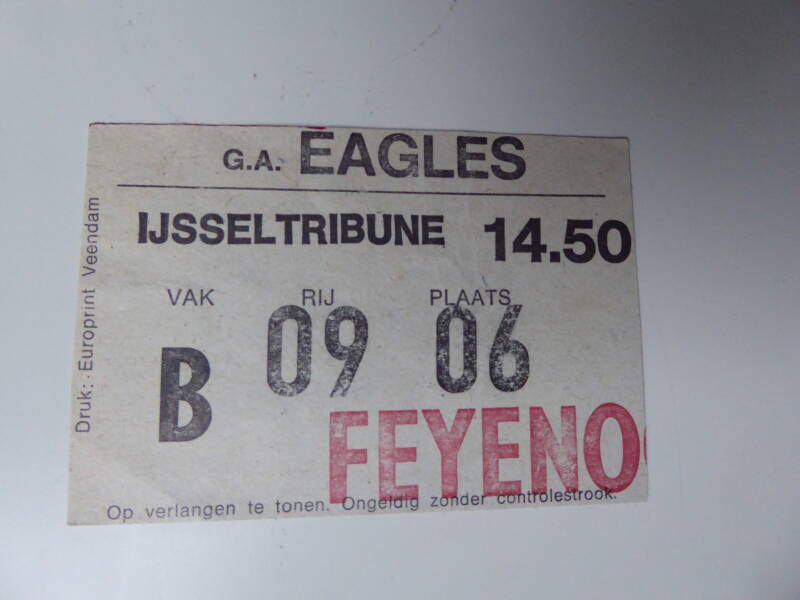 G.A. EAGLES
IJSSELTRIBUNE 14.50
VAK RIJ PLAATS
B 09 06
FEYENO
Op verlangen te tonen. Ongeldig zonder controlestrook.
Druk: Europrint Veendam